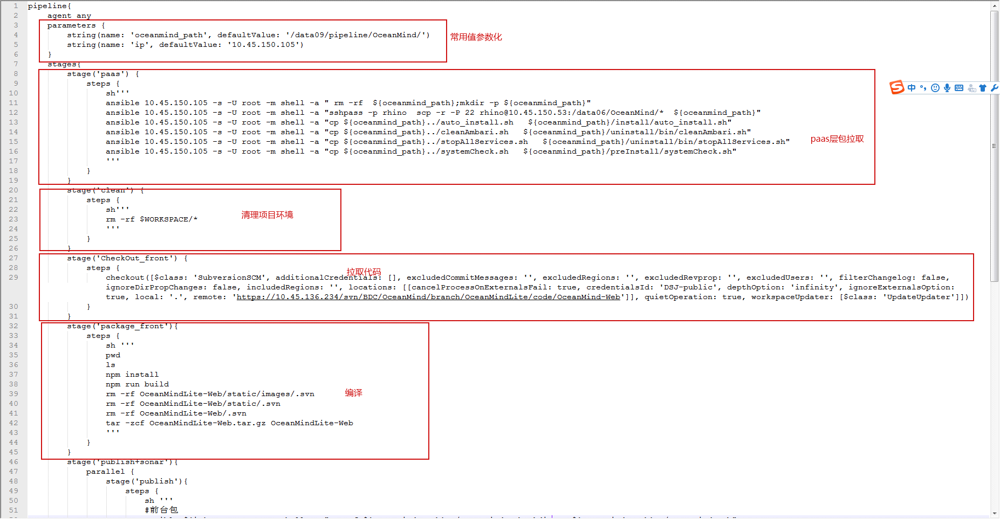 1 pipeline{
2 agent any
3 parameters {
4 string(name: 'oceanmind_path', defaultValue: '/data09/pipeline/OceanMind/')
常用值参数化
5 string(name: 'ip', defaultValue: '10.45.150.105')
6 }
7 stages{
8 stage('paas') {
9 steps {
10 sh'''
11 ansible 10.45.150.105 -s -U root -m shell -a " rm -rf  ${oceanmind_path};mkdir -p ${oceanmind_path}"
12 ansible 10.45.150.105 -s -U root -m shell -a "sshpass -p rhino  scp -r -P 22 rhino@10.45.150.53:/data06/OceanMind/*  ${oceanmind_path}"
13 ansible 10.45.150.105 -s -U root -m shell -a "cp ${oceanmind_path}../auto_install.sh   ${oceanmind_path}/install/auto_install.sh"
14 ansible 10.45.150.105 -s -U root -m shell -a "cp ${oceanmind_path}../cleanAmbari.sh   ${oceanmind_path}/uninstall/bin/cleanAmbari.sh"
15 ansible 10.45.150.105 -s -U root -m shell -a "cp ${oceanmind_path}../stopAllServices.sh   ${oceanmind_path}/uninstall/bin/stopAllServices.sh"
paas层包拉取
16 ansible 10.45.150.105 -s -U root -m shell -a "cp ${oceanmind_path}../systemCheck.sh   ${oceanmind_path}/preInstall/systemCheck.sh"
17 '''
18 }
19 }
20 stage('clean') {
21 steps {
22 sh'''
23 rm -rf $WORKSPACE/*
清理项目环境
24 '''
25 }
26 }
27 stage('CheckOut_front') {
28 steps {
拉取代码
29 checkout([$class: 'SubversionSCM', additionalCredentials: [], excludedCommitMessages: '', excludedRegions: '', excludedRevprop: '', excludedUsers: '', filterChangelog: false,
ignoreDirPropChanges: false, includedRegions: '', locations: [[cancelProcessOnExternalsFail: true, credentialsId: 'DSJ-public', depthOption: 'infinity', ignoreExternalsOption:
true, local: '.', remote: 'https://10.45.136.234/svn/BDC/OceanMind/branch/OceanMindLite/code/OceanMind-Web']], quietOperation: true, workspaceUpdater: [$class: 'UpdateUpdater']])
30 }
31 }
32 stage('package_front'){
33 steps {
34 sh '''
35 pwd
36 ls
37 npm install
38 npm run build
39 rm -rf OceanMindLite-Web/static/images/.svn
编译
40 rm -rf OceanMindLite-Web/static/.svn
41 rm -rf OceanMindLite-Web/.svn
42 tar -zcf OceanMindLite-Web.tar.gz OceanMindLite-Web
43 '''
44 }
45 }
46 stage('publish+sonar'){
47 parallel {
48 stage('publish'){
49 steps {
50 sh '''
51 #前台包
中